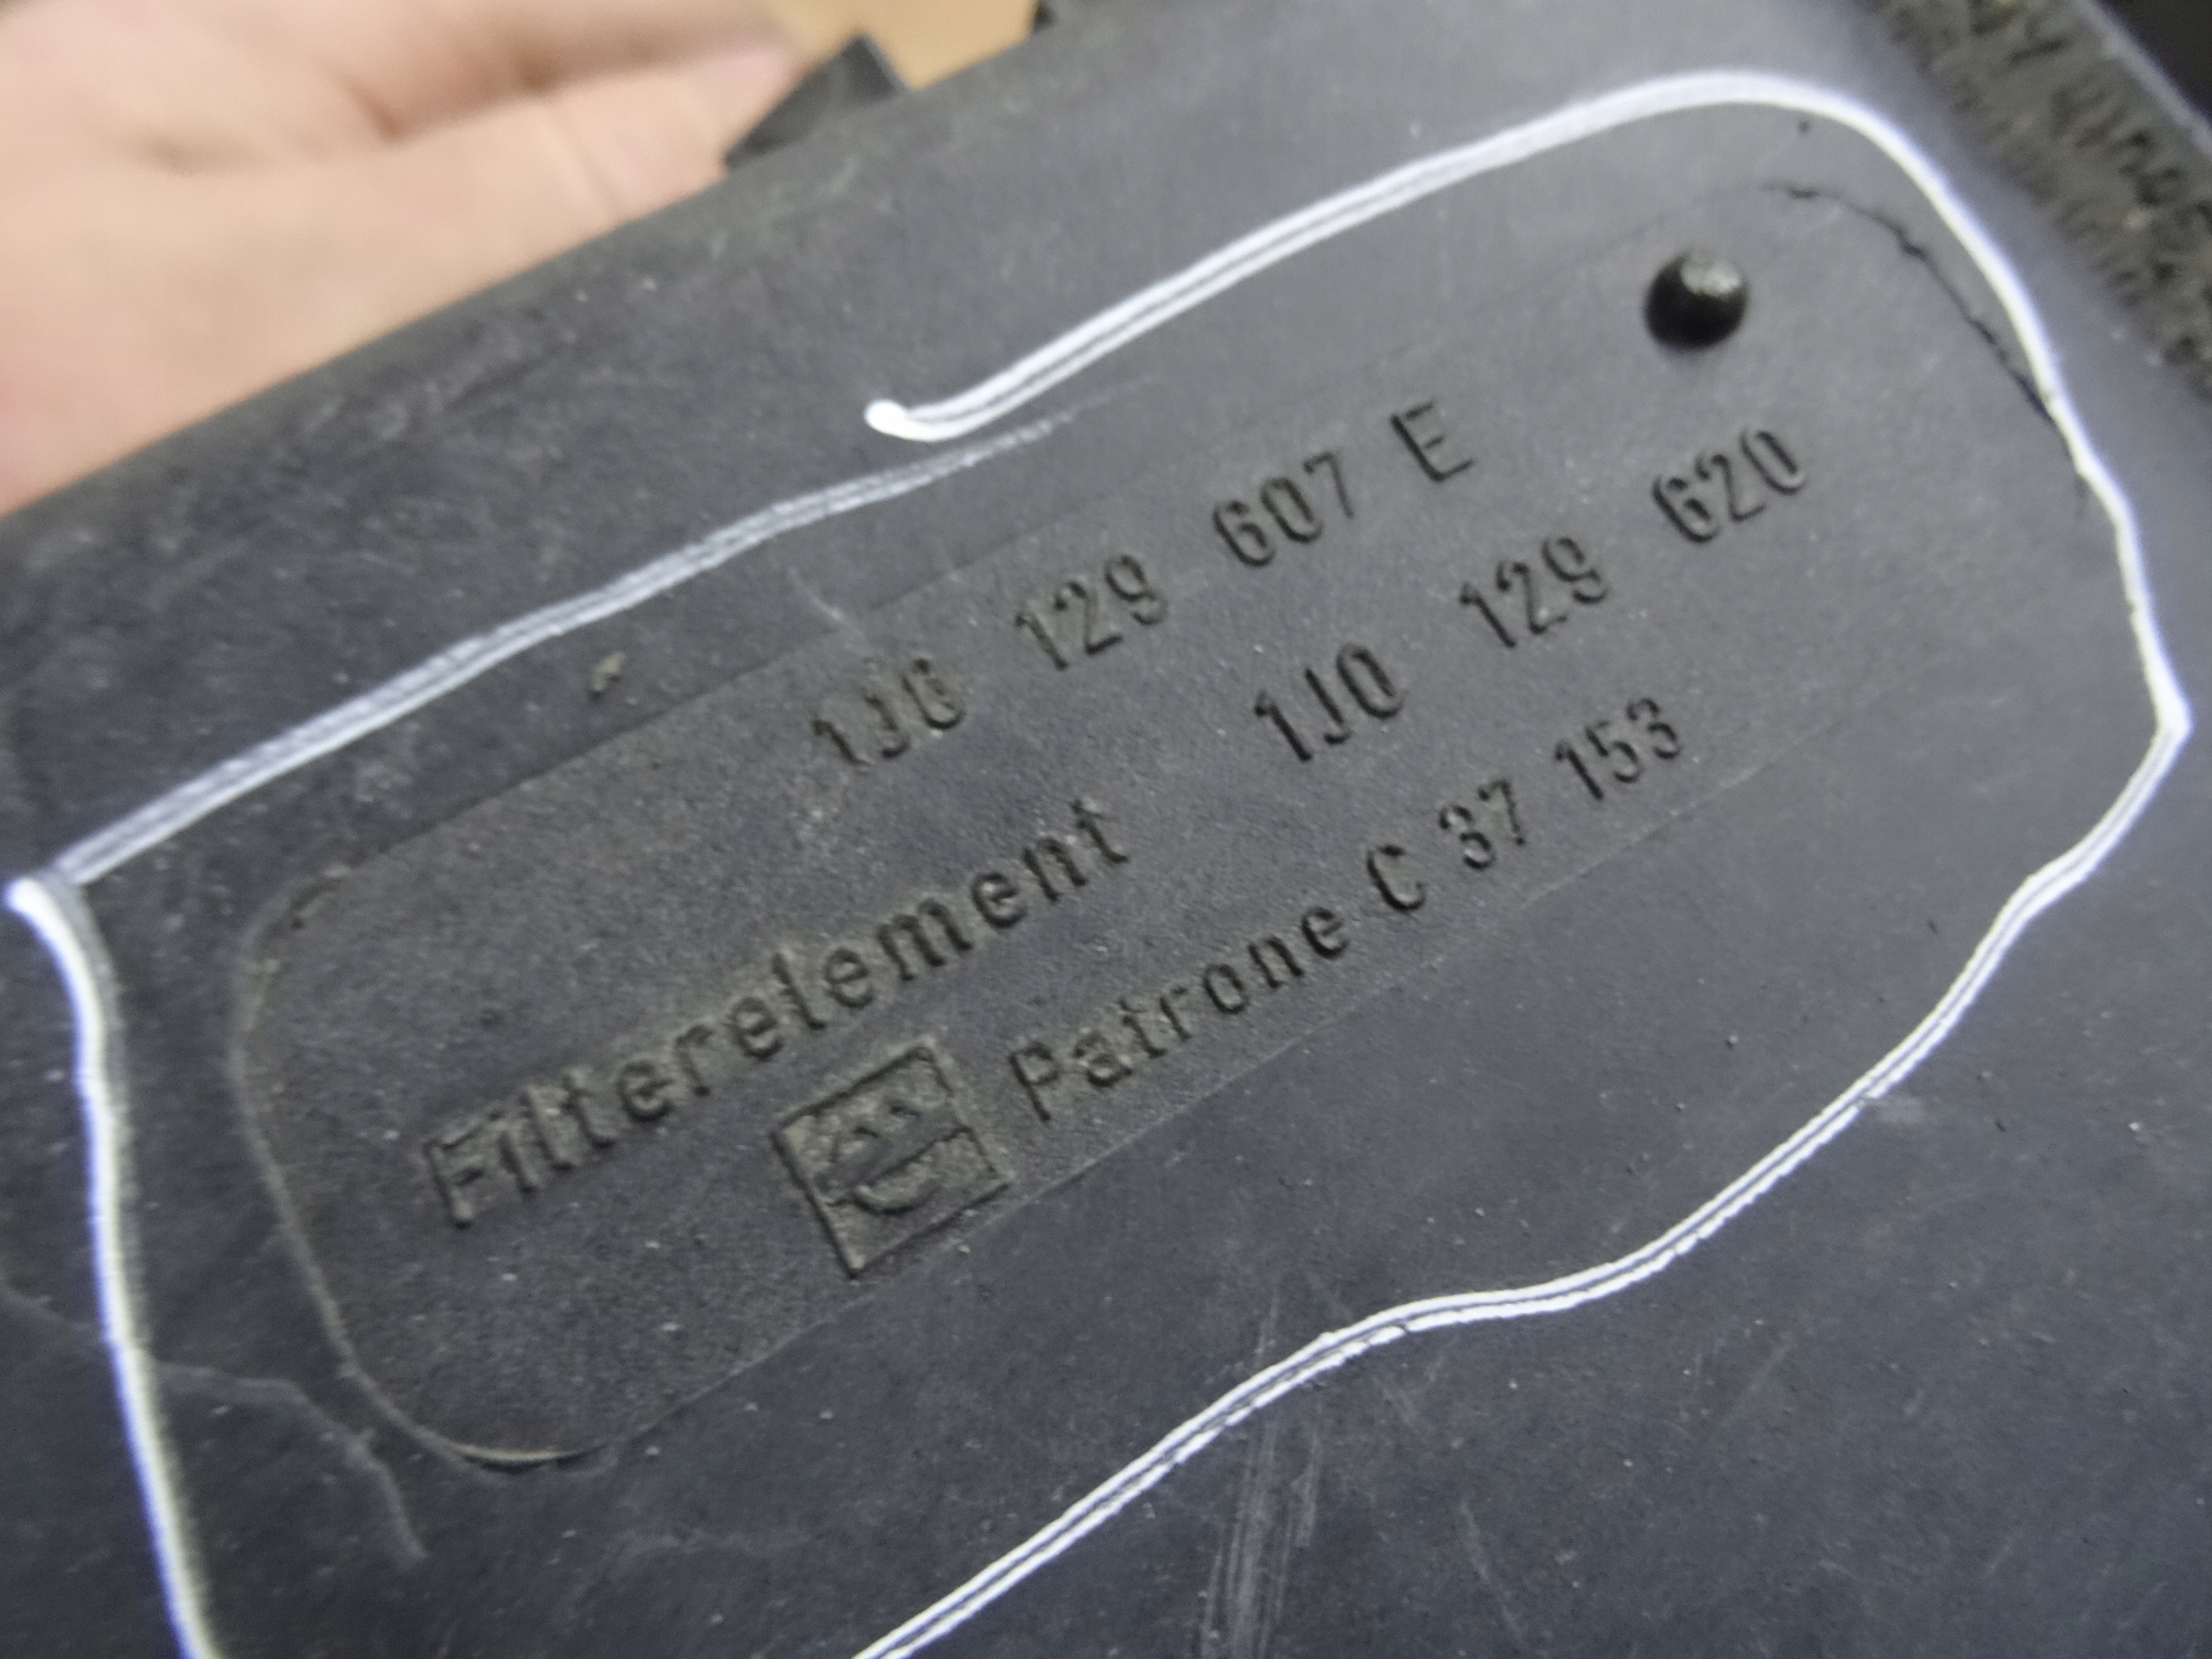 1J0 129 607 E
Filterelement 1J0 129 620
Patrone C 37 153